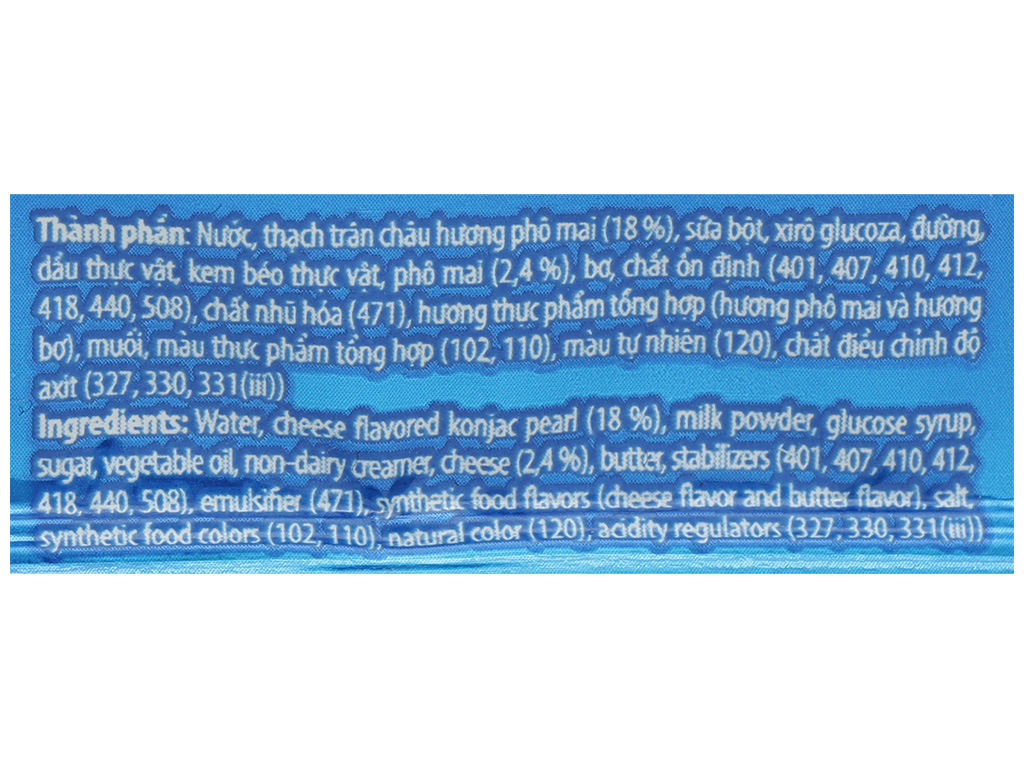 Thành phần: Nước, thạch trân châu hương phô mai (18 %), sữa bột, xirô glucoza, đường,
dầu thực vật, kem béo thực vật, phô mai (2,4 %), bơ, chất ổn định (401, 407, 410, 412,
418, 440, 508), chất nhũ hóa (471), hương thực phẩm tổng hợp (hương phô mai và hương
bơ), muối, màu thực phẩm tổng hợp (102, 110), màu tự nhiên (120), chất điều chỉnh độ
axit (327, 330, 331(iii))
Ingredients: Water, cheese flavored konjac pearl (18 %), milk powder, glucose syrup,
sugar, vegetable oil, non-dairy creamer, cheese (2,4 %), butter, stabilizers (401, 407, 410, 412,
418, 440, 508), emulsifier (471), synthetic food flavors (cheese flavor and butter flavor), salt,
synthetic food colors (102, 110), natural color (120), acidity regulators (327, 330, 331(iii))